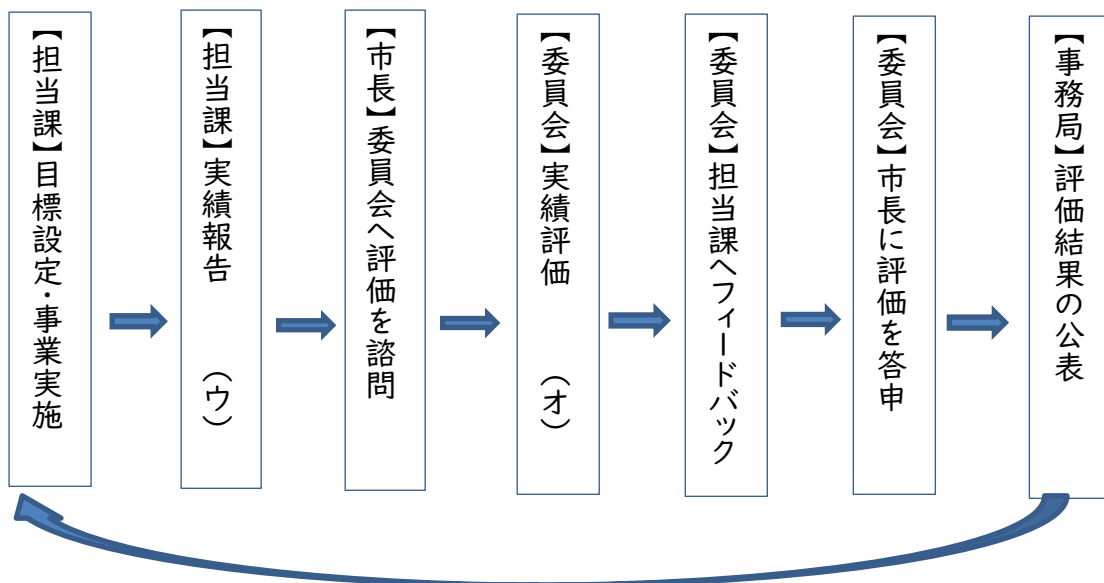 【担当課】目標設定・事業実施
【担当課】実績報告　（ウ）
【市長】委員会へ評価を諮問
【委員会】実績評価　（オ）
【委員会】担当課へフィードバック
【委員会】市長に評価を答申
【事務局】評価結果の公表